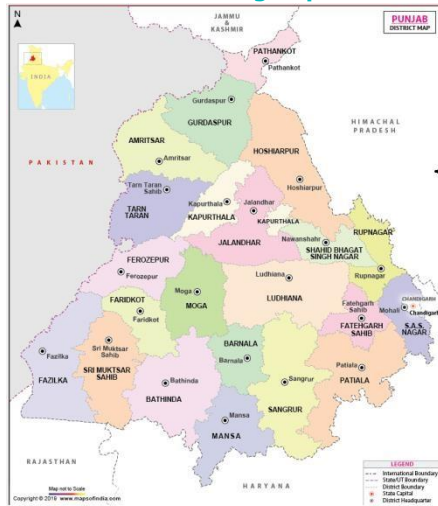 N
JAMMU
&
KASHMIR
PUNJAB
DISTRICT MAP
INDIA
PATHANKOT
Pathankot
Gurdaspur
GURDASPUR
HIMACHAL
PRADESH
AMRITSAR
Amritsar
HOSHIARPUR
Hoshiarpur
PAKISTAN
Tarn Taran
Sahib
TARN
TARAN
Kapurthala
KAPURTHALA
Jalandhar
KAPURTHALA
JALANDHAR
Nawanshahr
SHAHID BHAGAT
SINGH NAGAR
RUPNAGAR
Rupnagar
FEROZEPUR
Ferozepur
Moga
MOGA
Ludhiana
LUDHIANA
FARIDKOT
Faridkot
Fatehgarh
Sahib
FATEHGARH
SAHIB
CHANDIGARH
Chandigarh
Mohali
S.A.S.
NAGAR
Fazilka
FAZILKA
Sri Muktsar
Sahib
SRI MUKTSAR
SAHIB
BARNALA
Barnala
Bathinda
BATHINDA
Sangrur
SANGRUR
Patiala
PATIALA
Mansa
MANSA
RAJASTHAN
HARYANA
Map not to Scale
Copyright © 2019 www.mapsofindia.com
LEGEND
International Boundary
State/UT Boundary
District Boundary
State Capital
District Headquarter